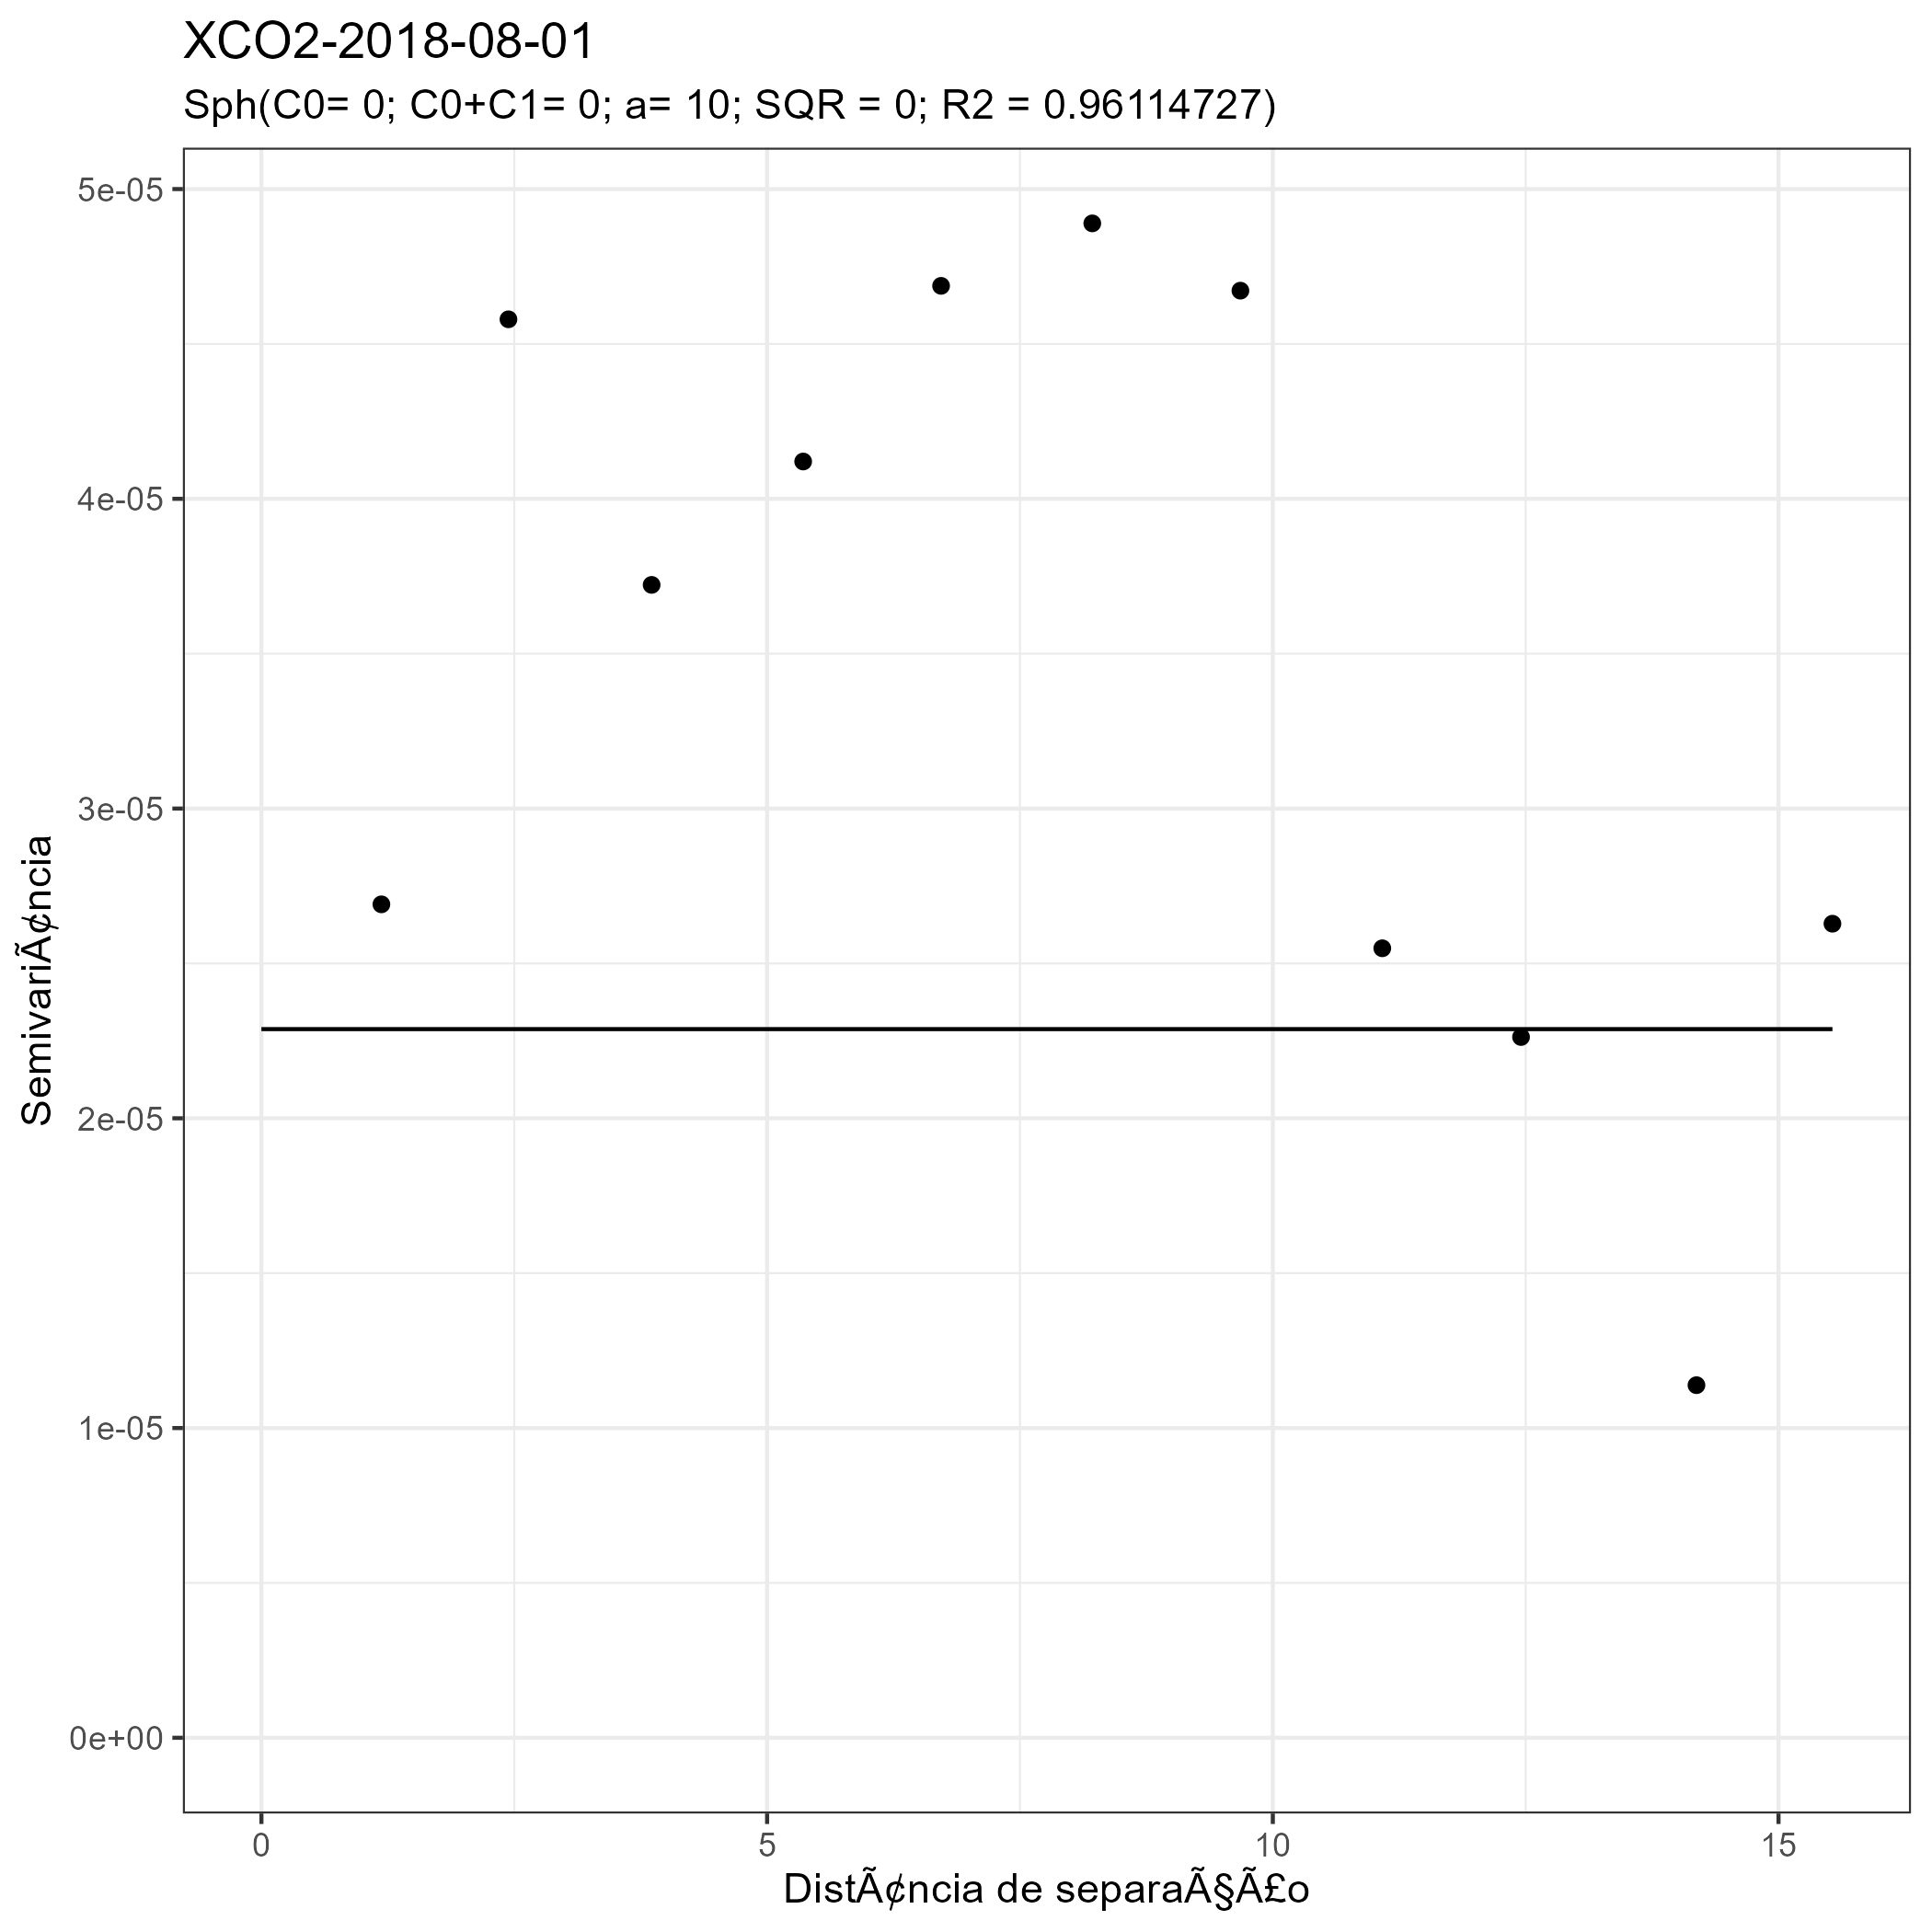 XCO2-2018-08-01
Sph(C0= 0; C0+C1= 0; a= 10; SQR = 0; R2 = 0.96114727)
5e-05
4e-05
3e-05
2e-05
1e-05
0e+00
SemivariÃ¢ncia
0 5 10 15
DistÃ¢ncia de separaÃ§Ã£o